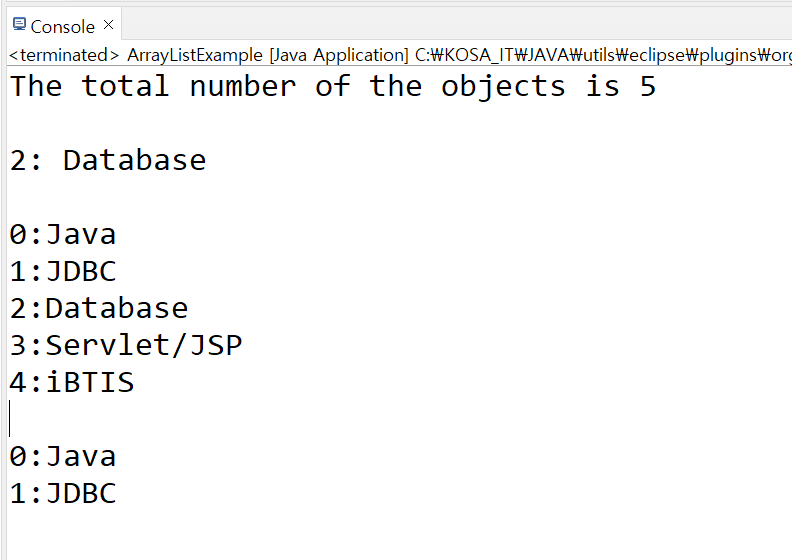 Console
<terminated> ArrayListExample [Java Application] C:₩KOSA_IT₩JAVA₩utils₩eclipse₩plugins₩org
The total number of the objects is 5
2: Database
0:Java
1:JDBC
2:Database
3:Servlet/JSP
4:iBTIS
0:Java
1:JDBC